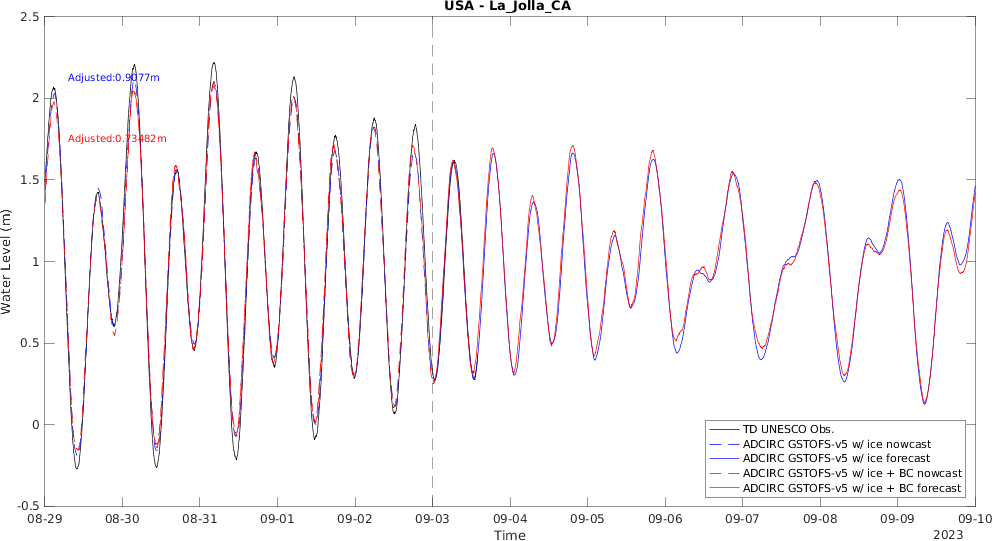 USA - La_Jolla_CA
2.5
2
1.5
1
0.5
0
-0.5
Water Level (m)
Adjusted:0.9077m
Adjusted:0.73482m
TD UNESCO Obs.
ADCIRC GSTOFS-v5 w/ ice nowcast
ADCIRC GSTOFS-v5 w/ ice forecast
ADCIRC GSTOFS-v5 w/ ice + BC nowcast
ADCIRC GSTOFS-v5 w/ ice + BC forecast
08-29 08-30 08-31 09-01 09-02 09-03 09-04 09-05 09-06 09-07 09-08 09-09 09-10
Time
2023